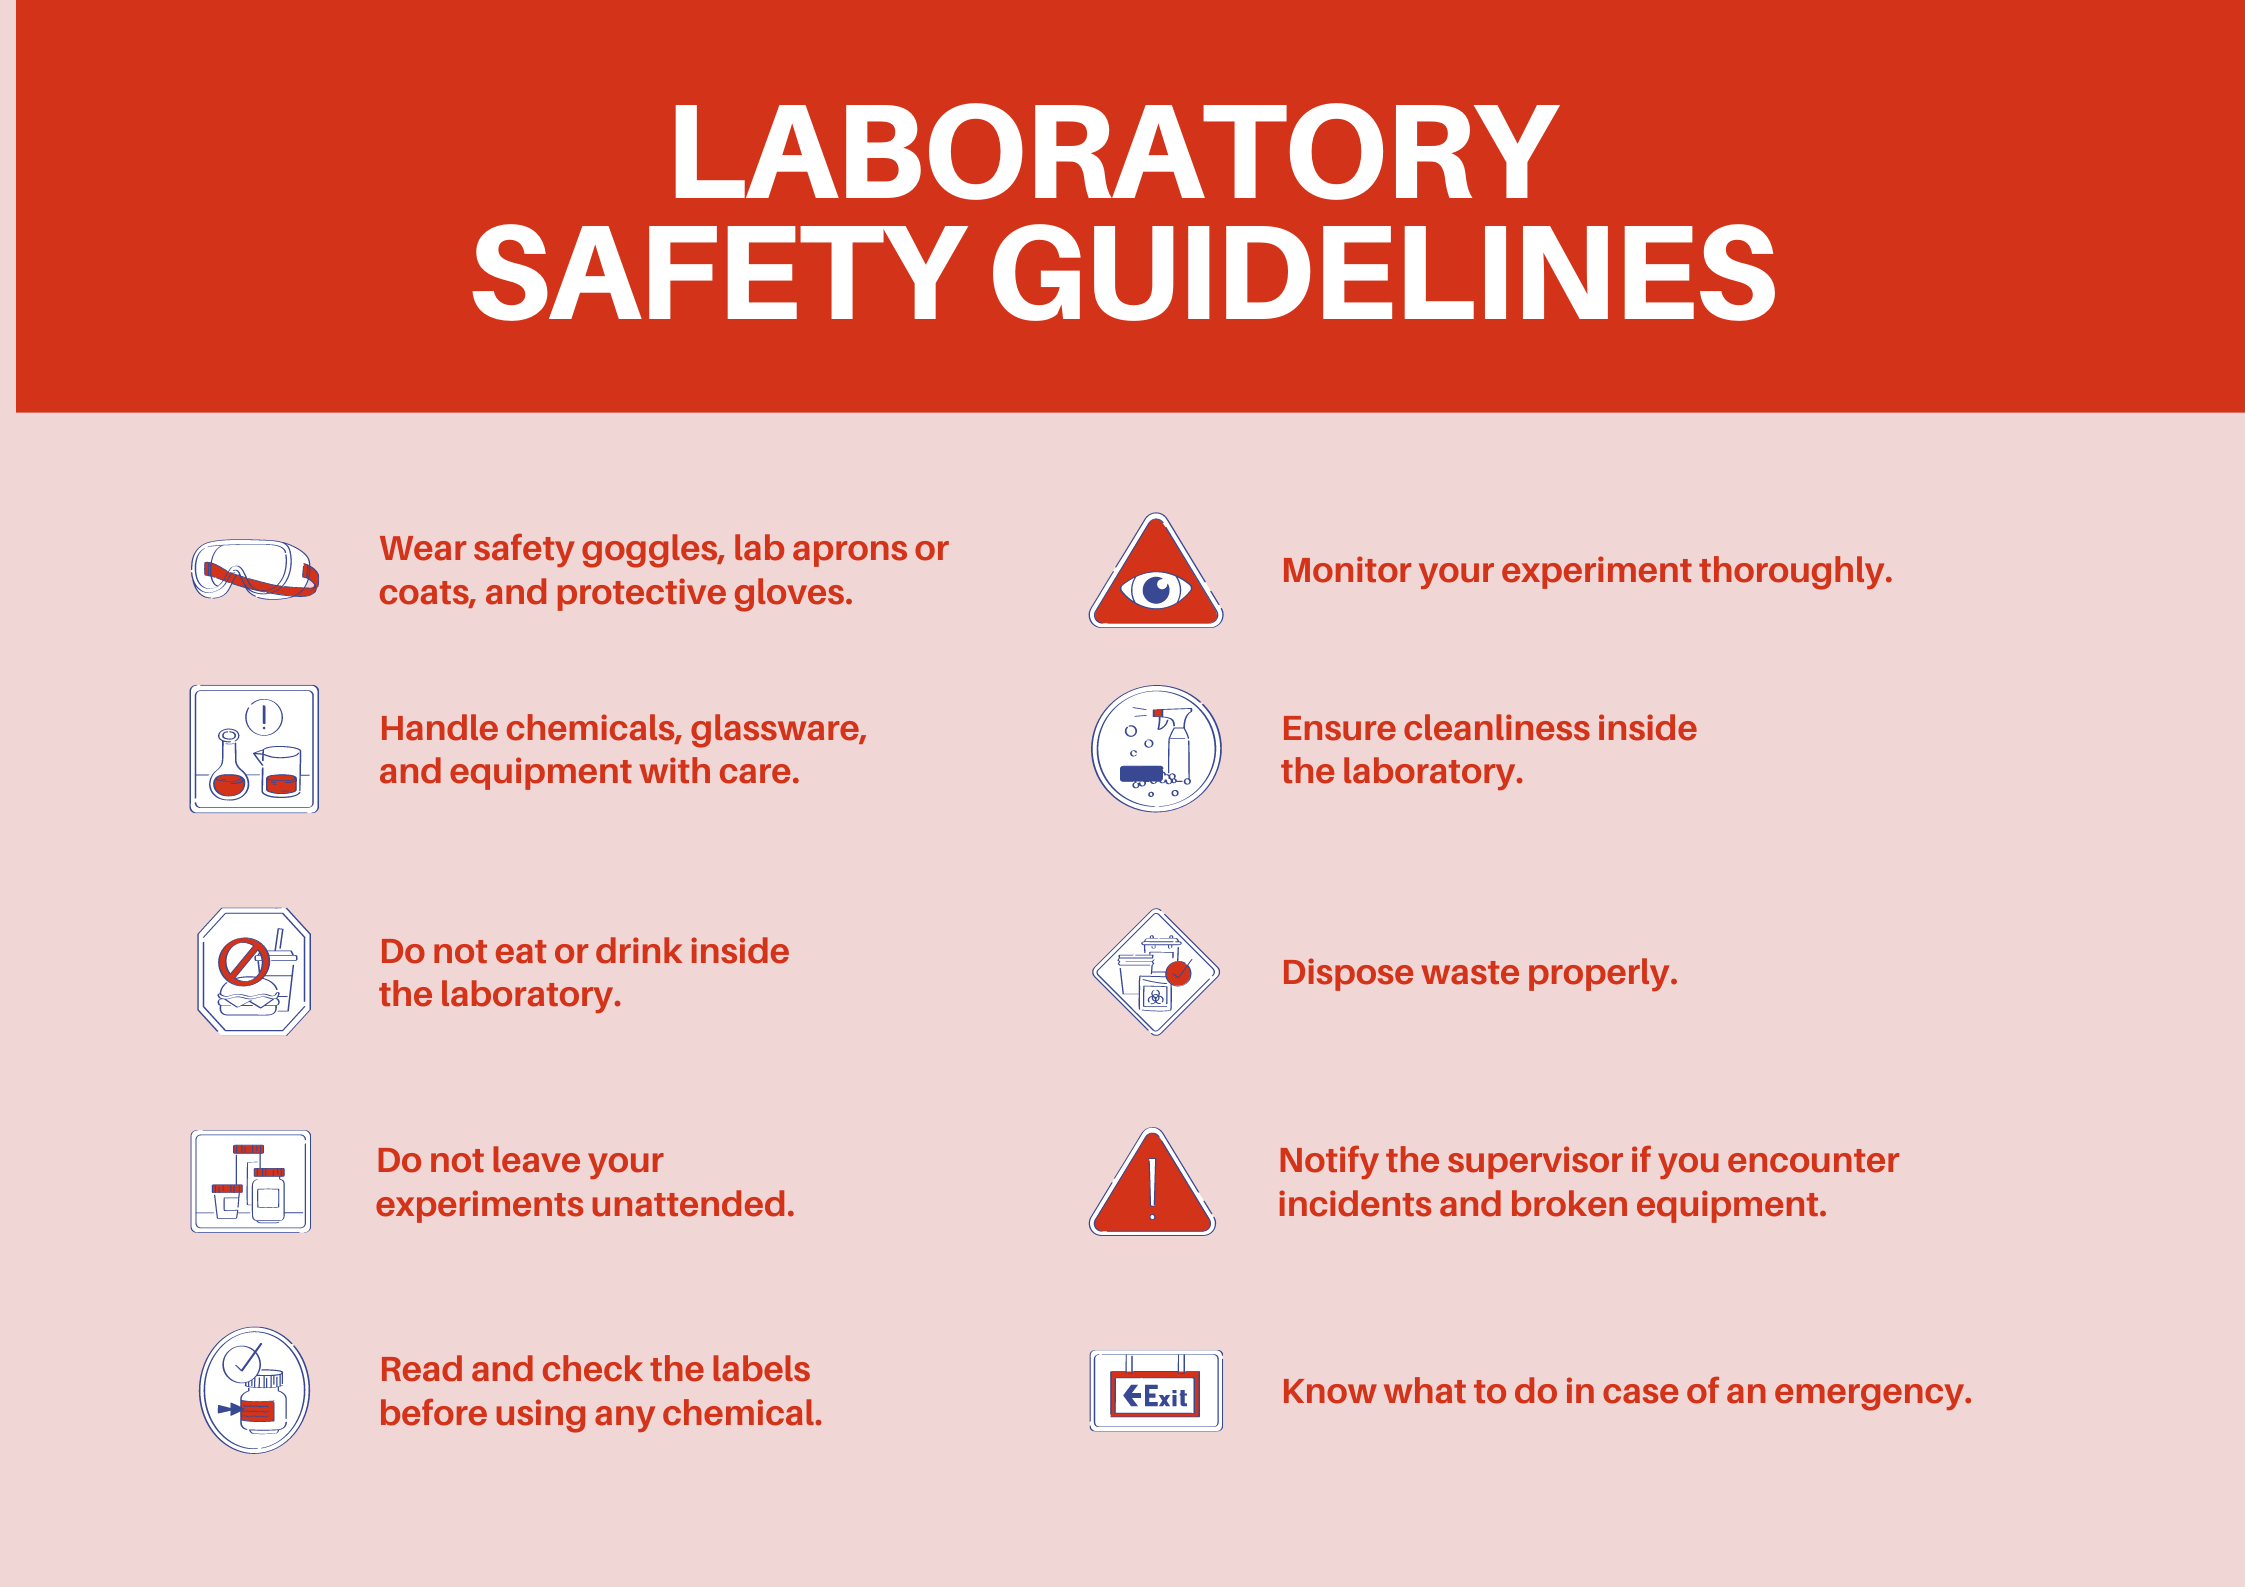 LABORATORY
SAFETY GUIDELINES
Wear safety goggles, lab aprons or
coats, and protective gloves.
Handle chemicals, glassware,
and equipment with care.
Do not eat or drink inside
the laboratory.
Do not leave your
experiments unattended.
Read and check the labels
before using any chemical.
Monitor your experiment thoroughly.
Ensure cleanliness inside
the laboratory.
Dispose waste properly.
Notify the supervisor if you encounter
incidents and broken equipment.
Exit
Know what to do in case of an emergency.